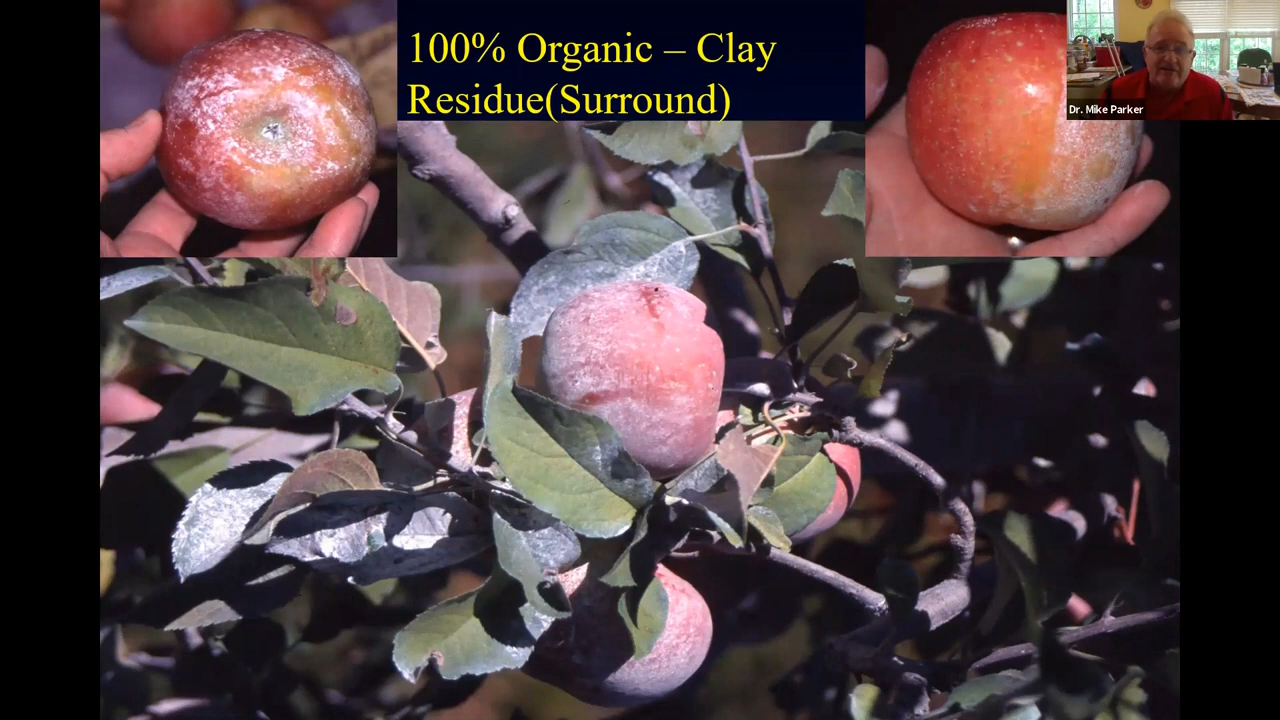 100% Organic – Clay
Residue(Surround)
Dr. Mike Parker